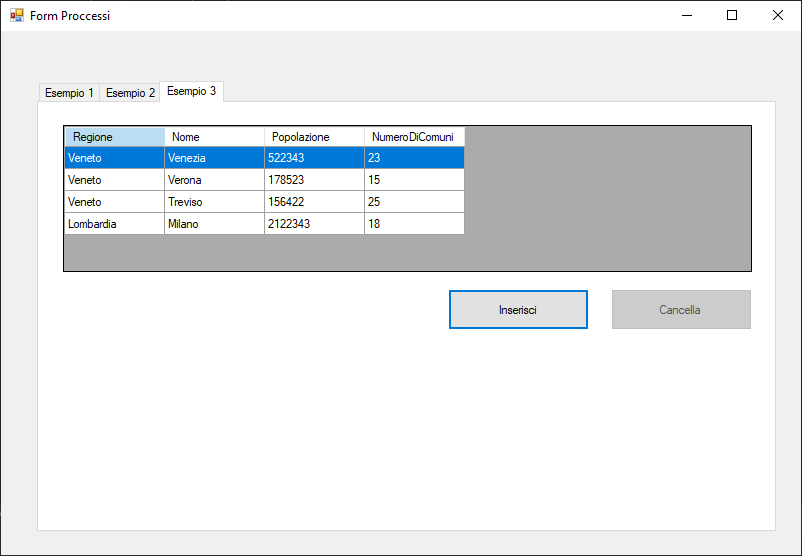 Form Proccessi
Esempio 1 Esempio 2 Esempio 3
Regione Nome Popolazione NumeroDiComuni
Veneto Venezia 522343 23
Veneto Verona 178523 15
Veneto Treviso 156422 25
Lombardia Milano 2122343 18
Inserisci Cancella